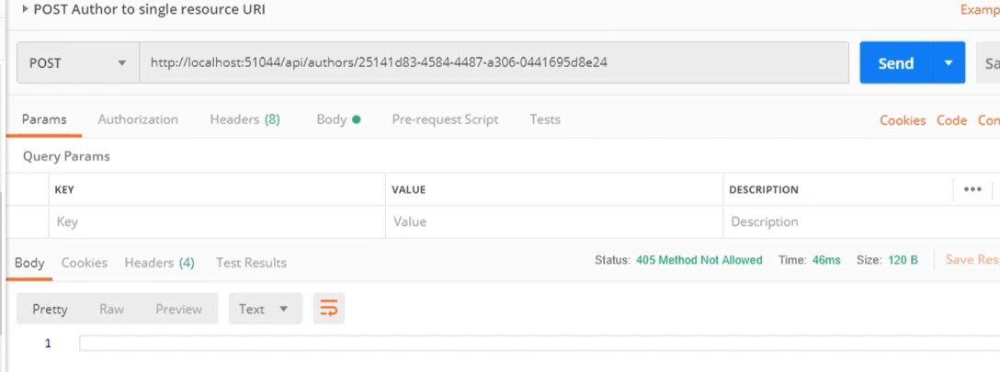 POST Author to single resource URI
Examp
POST http://localhost:51044/api/authors/25141d83-4584-4487-a306-0441695d8e24 Send Sa
Params Authorization Headers (8) Body Pre-request Script Tests Cookies Code Con
Query Params
KEY VALUE DESCRIPTION
Key Value Description
Body Cookies Headers (4) Test Results Status: 405 Method Not Allowed Time: 46ms Size: 120 B Save Res
Pretty Raw Preview Text
1